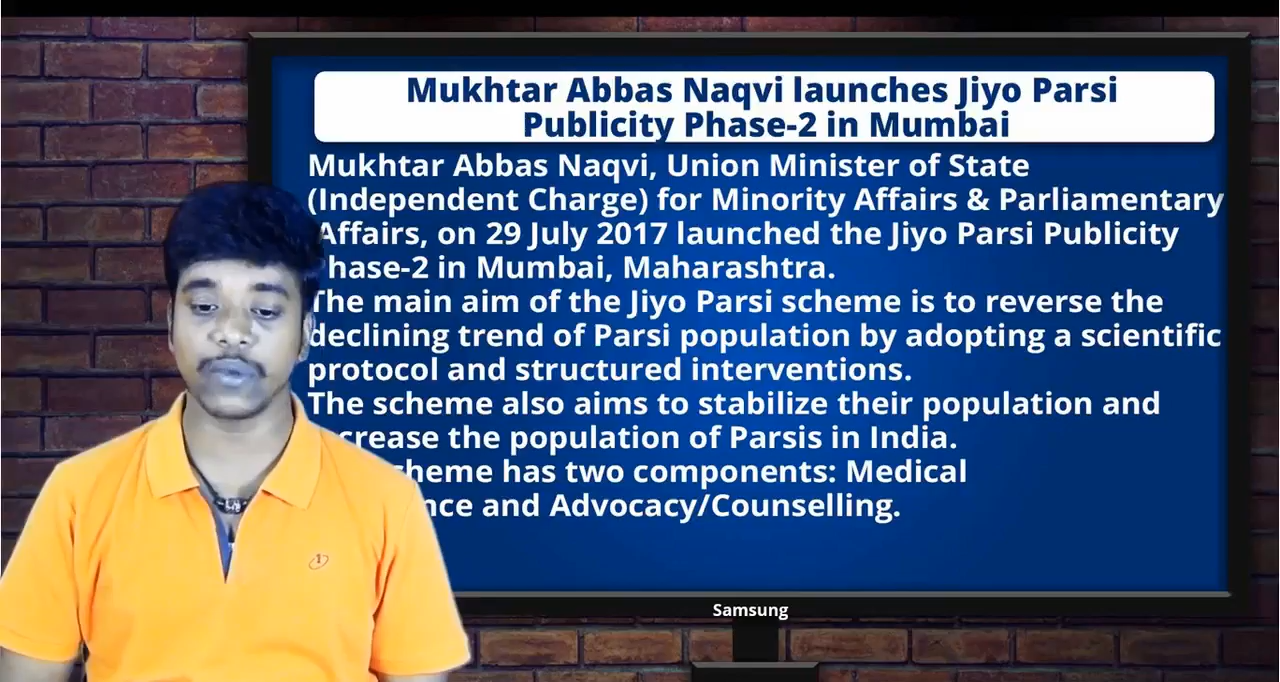 Mukhtar Abbas Naqvi launches Jiyo Parsi
Publicity Phase-2 in Mumbai
Mukhtar Abbas Naqvi, Union Minister of State
(Independent Charge) for Minority Affairs & Parliamentary
Affairs, on 29 July 2017 launched the Jiyo Parsi Publicity
hase-2 in Mumbai, Maharashtra.
The main aim of the Jiyo Parsi scheme is to reverse the
declining trend of Parsi population by adopting a scientific
protocol and structured interventions.
The scheme also aims to stabilize their population and
crease the population of Parsis in India.
scheme has two components: Medical
nce and Advocacy/Counselling.
Samsung